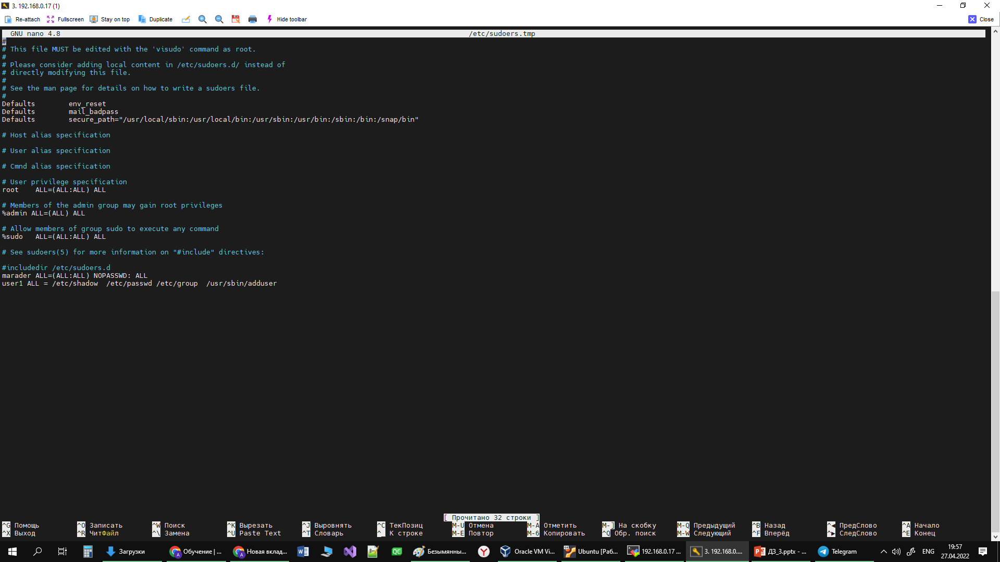 3. 192.168.0.17 (1)
Re-attach Fullscreen Stay on top Duplicate Hide toolbar Close
GNU nano 4.8 /etc/sudoers.tmp
#
# This file MUST be edited with the 'visudo' command as root.
#
# Please consider adding local content in /etc/sudoers.d/ instead of
# directly modifying this file.
#
# See the man page for details on how to write a sudoers file.
#
Defaults env_reset
Defaults mail_badpass
Defaults secure_path="/usr/local/sbin:/usr/local/bin:/usr/sbin:/usr/bin:/sbin:/bin:/snap/bin"
# Host alias specification
# User alias specification
# Cmnd alias specification
# User privilege specification
root ALL=(ALL:ALL) ALL
# Members of the admin group may gain root privileges
%admin ALL=(ALL) ALL
# Allow members of group sudo to execute any command
%sudo ALL=(ALL:ALL) ALL
# See sudoers(5) for more information on "#include" directives:
#includedir /etc/sudoers.d
marader ALL=(ALL:ALL) NOPASSWD: ALL
user1 ALL = /etc/shadow /etc/passwd /etc/group /usr/sbin/adduser
[ Прочитано 32 строки ]
^G Помощь ^O Записать ^W Поиск ^K Вырезать ^J Выровнять ^C ТекПозиц M-U Отмена M-A Отметить M-] На скобку M-Q Предыдущий ^B Назад ^◂ ПредСлово ^A Начало
^X Выход ^R ЧитФайл ^\ Замена ^U Paste Text ^T Словарь ^_ К строке M-E Повтор M-6 Копировать ^Q Обр. поиск M-W Следующий ^F Вперёд ^▸ СледСлово ^E Конец
Загрузки Обучение | ... Новая вклад... QC Безымянны... Oracle VM Vi... Ubuntu [Раб... 192.168.0.17 ... 3. 192.168.0.... ДЗ_3.pptx - ... Telegram ENG 19:57
27.04.2022